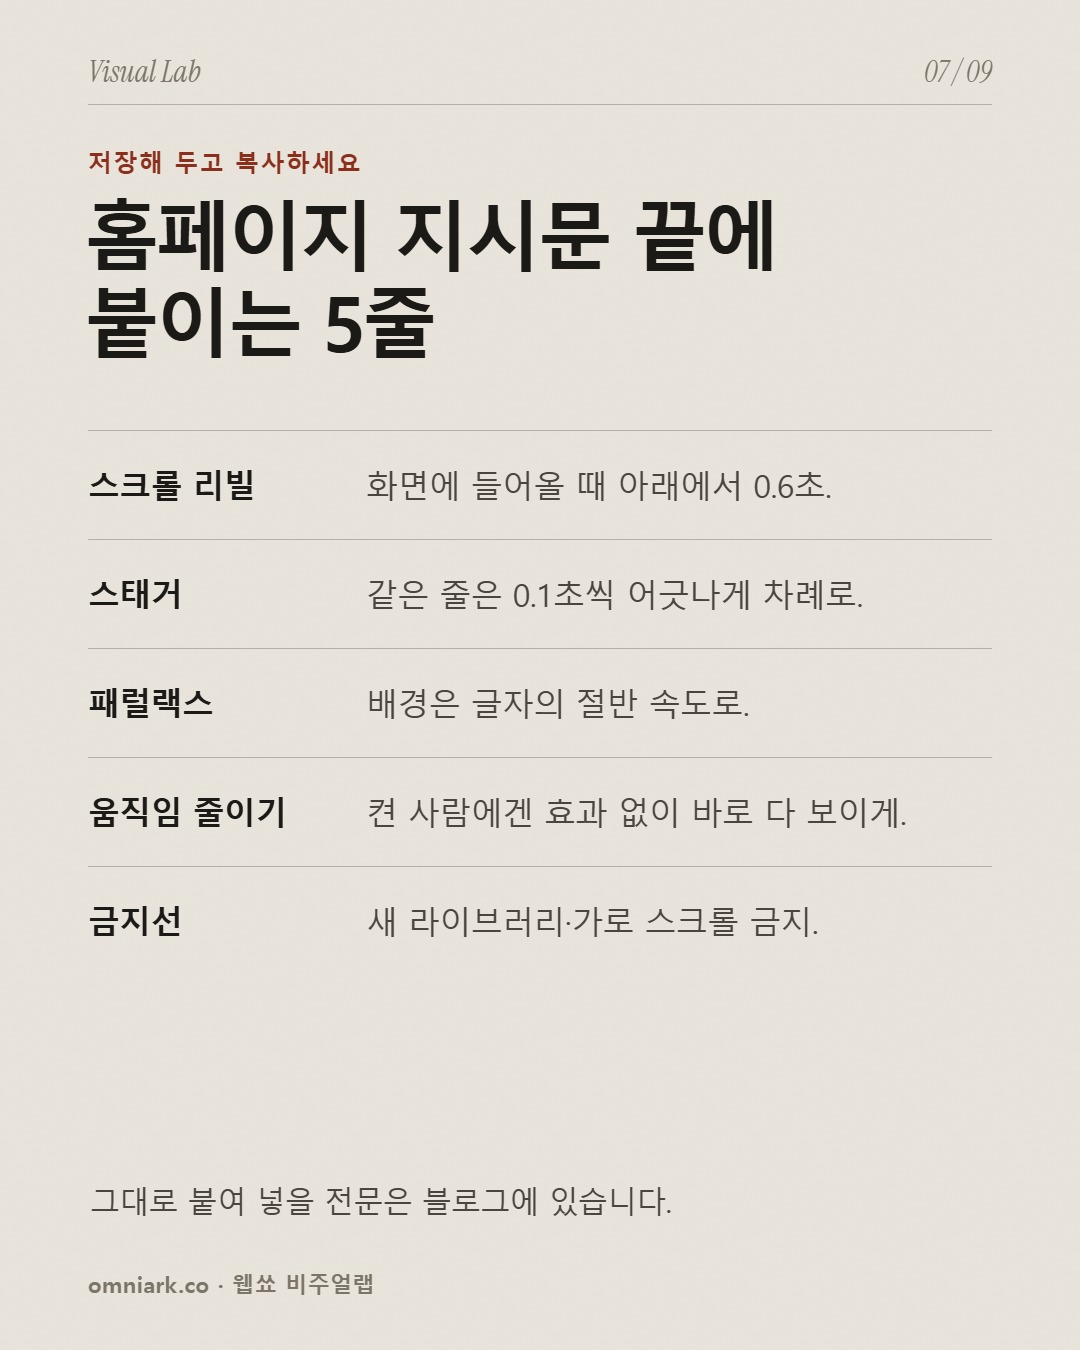 Visual Lab
07 / 09
저장해 두고 복사하세요
홈페이지 지시문 끝에
붙이는 5줄
스크롤 리빌 화면에 들어올 때 아래에서 0.6초.
스태거 같은 줄은 0.1초씩 어긋나게 차례로.
패럴랙스 배경은 글자의 절반 속도로.
움직임 줄이기 켠 사람에겐 효과 없이 바로 다 보이게.
금지선 새 라이브러리·가로 스크롤 금지.
그대로 붙여 넣을 전문은 블로그에 있습니다.
omniark.co · 웹쑈 비주얼랩